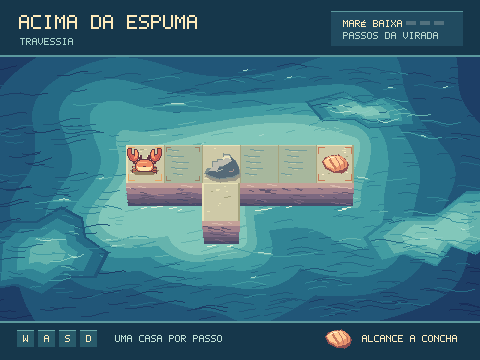 ACIMA DA ESPUMA
TRAVESSIA
MARÉ BAIXA
PASSOS DA VIRADA
W A S D UMA CASA POR PASSO
ALCANCE A CONCHA